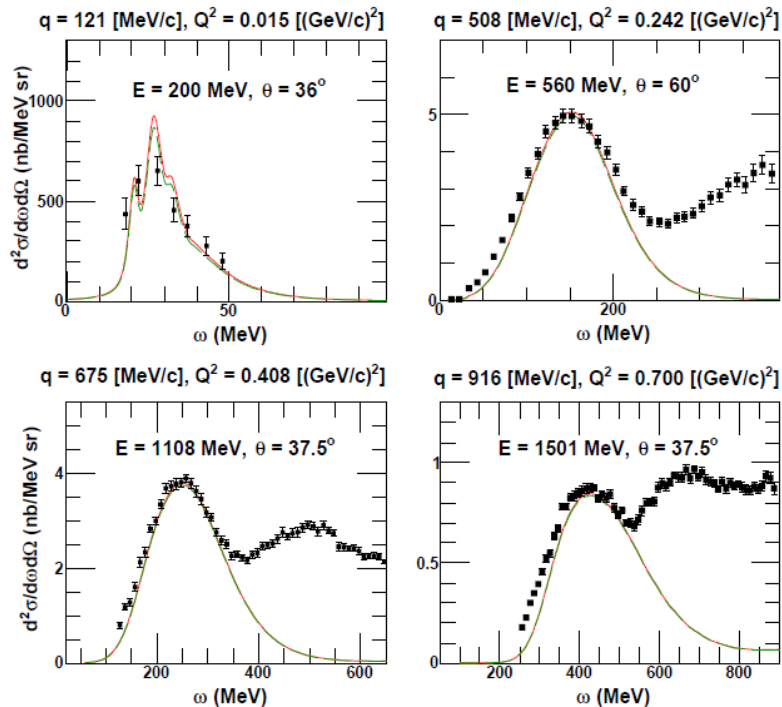 q = 121 [MeV/c], Q² = 0.015 [(GeV/c)²]
E = 200 MeV, θ = 36°
d²σ/dωdΩ (nb/MeV sr)
1000
500
0
0
50
ω (MeV)
q = 508 [MeV/c], Q² = 0.242 [(GeV/c)²]
E = 560 MeV, θ = 60°
5
0
200
ω (MeV)
q = 675 [MeV/c], Q² = 0.408 [(GeV/c)²]
E = 1108 MeV, θ = 37.5°
d²σ/dωdΩ (nb/MeV sr)
4
2
0
200
400
600
ω (MeV)
q = 916 [MeV/c], Q² = 0.700 [(GeV/c)²]
E = 1501 MeV, θ = 37.5°
1
0.5
0
200
400
600
800
ω (MeV)